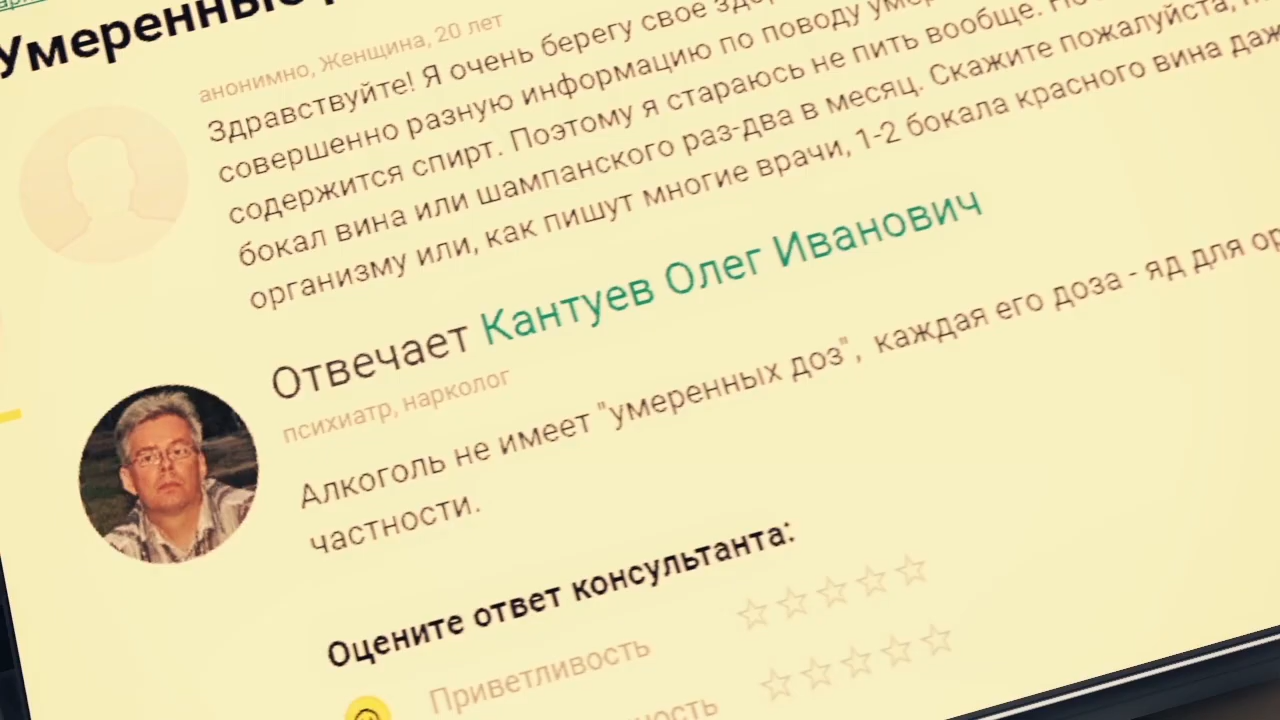 Умеренные
анонимно, Женщина, 20 лет
Здравствуйте! Я очень берегу свое
совершенно разную информацию по поводу
содержится спирт. Поэтому я стараюсь не пить вообще. Но
бокал вина или шампанского раз-два в месяц. Скажите пожалуйста,
организму или, как пишут многие врачи, 1-2 бокала красного вина даж
Отвечает Кантуев Олег Иванович
психиатр, нарколог
Алкоголь не имеет "умеренных доз", каждая его доза - яд для ор
частности.
Оцените ответ консультанта:
Приветливость